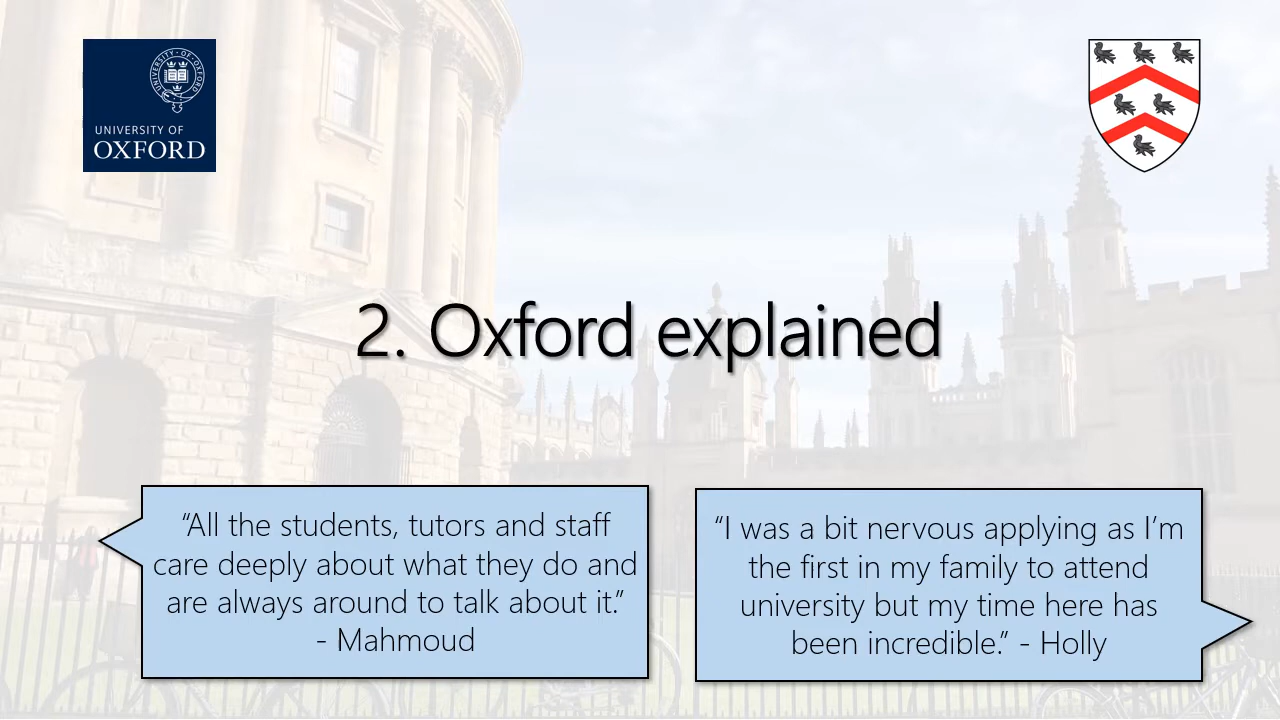 UNIVERSITY OF
OXFORD
2. Oxford explained
“All the students, tutors and staff
care deeply about what they do and
are always around to talk about it.”
- Mahmoud
“I was a bit nervous applying as I’m
the first in my family to attend
university but my time here has
been incredible.” - Holly